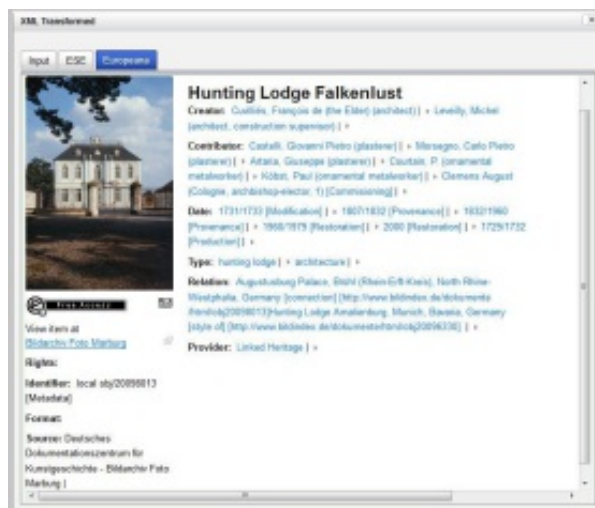 XML Transformed
Input ESE Europeana
Hunting Lodge Falkenlust
Creator: Cuvilliés, François de (the Elder) (architect) | + Leveilly, Michel
(architect, construction supervisor) | +
Contributor: Castelli, Giovanni Pietro (plasterer) | + Morsegno, Carlo Pietro
(plasterer) | + Artaria, Giuseppe (plasterer) | + Courtain, P. (ornamental
metalworker) | + Köbst, Paul (ornamental metalworker) | + Clemens August
(Cologne, archbishop-elector, 1) [Commissioning] | +
Date: 1731/1733 [Modification] | + 1807/1832 [Provenance] | + 1832/1960
[Provenance] | + 1960/1979 [Restoration] | + 2000 [Restoration] | + 1729/1732
[Production] | +
Type: hunting lodge | + architecture | +
Relation: Augustusburg Palace, Brühl (Rhein-Erft-Kreis), North Rhine-
Westphalia, Germany [connection] [http://www.bildindex.de/dokumente
/html/obj20090013]Hunting Lodge Amalienburg, Munich, Bavaria, Germany
[style of] [http://www.bildindex.de/dokumente/html/obj20096330] | +
Provider: Linked Heritage | +
Free Access
View item at
Bildarchiv Foto Marburg
Rights:
Identifier: local obj/20090013
[Metadata]
Format:
Source: Deutsches
Dokumentationszentrum für
Kunstgeschichte - Bildarchiv Foto
Marburg |